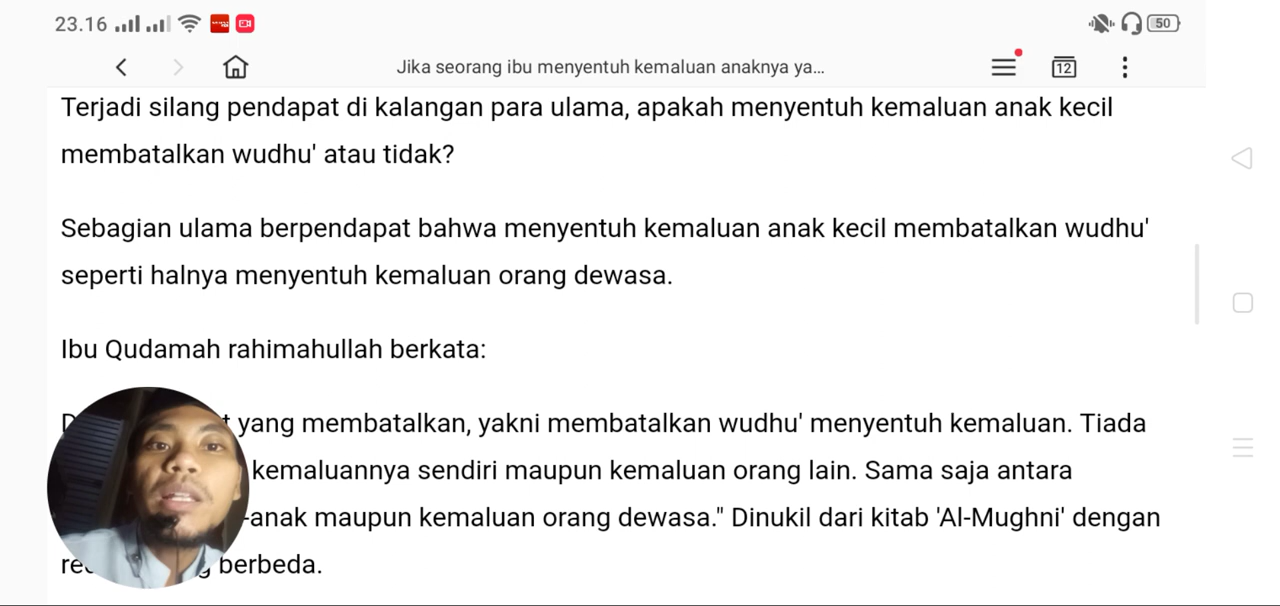 23.16
50
Jika seorang ibu menyentuh kemaluan anaknya ya...
12
Terjadi silang pendapat di kalangan para ulama, apakah menyentuh kemaluan anak kecil
membatalkan wudhu' atau tidak?
Sebagian ulama berpendapat bahwa menyentuh kemaluan anak kecil membatalkan wudhu'
seperti halnya menyentuh kemaluan orang dewasa.
Ibu Qudamah rahimahullah berkata:
yang membatalkan, yakni membatalkan wudhu' menyentuh kemaluan. Tiada
kemaluannya sendiri maupun kemaluan orang lain. Sama saja antara
-anak maupun kemaluan orang dewasa." Dinukil dari kitab 'Al-Mughni' dengan
berbeda.